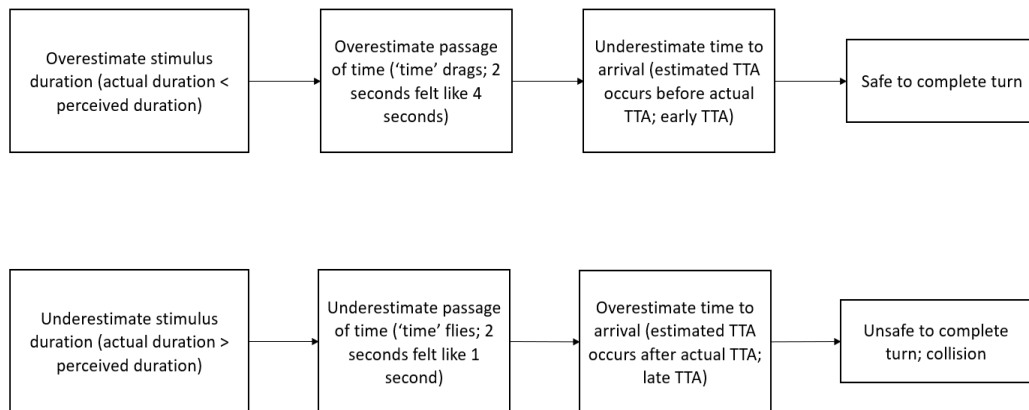 Overestimate stimulus
duration (actual duration <
perceived duration)
Overestimate passage
of time (‘time’ drags; 2
seconds felt like 4
seconds)
Underestimate time to
arrival (estimated TTA
occurs before actual
TTA; early TTA)
Safe to complete turn
Underestimate stimulus
duration (actual duration >
perceived duration)
Underestimate passage
of time (‘time’ flies; 2
seconds felt like 1
second)
Overestimate time to
arrival (estimated TTA
occurs after actual TTA;
late TTA)
Unsafe to complete
turn; collision